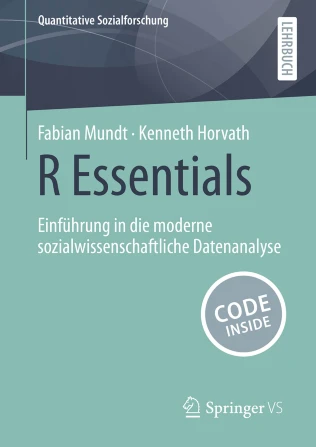 Quantitative Sozialforschung
LEHRBUCH
Fabian Mundt · Kenneth Horvath
R Essentials
Einführung in die moderne
sozialwissenschaftliche Datenanalyse
CODE
INSIDE
Springer VS